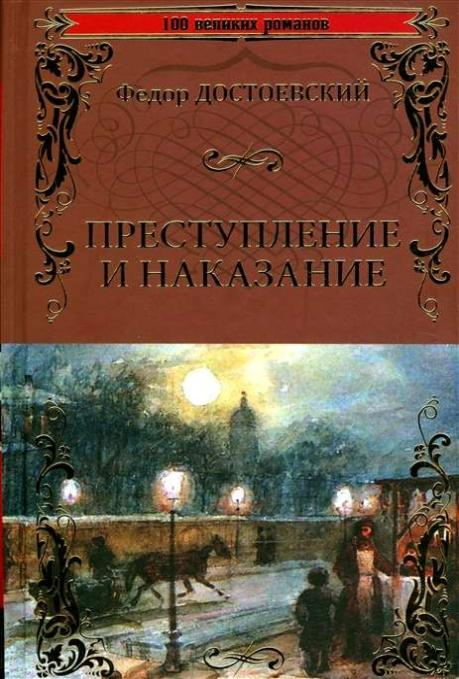 100 великих романов
Федор ДОСТОЕВСКИЙ
ПРЕСТУПЛЕНИЕ
И НАКАЗАНИЕ